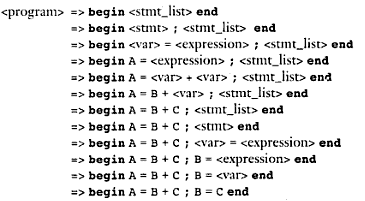 <program> => begin <stmt_list> end
=> begin <stmt> ; <stmt_list> end
=> begin <var> = <expression> ; <stmt_list> end
=> begin A = <expression> ; <stmt_list> end
=> begin A = <var> + <var> ; <stmt_list> end
=> begin A = B + <var> ; <stmt_list> end
=> begin A = B + C ; <stmt_list> end
=> begin A = B + C ; <stmt> end
=> begin A = B + C ; <var> = <expression> end
=> begin A = B + C ; B = <expression> end
=> begin A = B + C ; B = <var> end
=> begin A = B + C ; B = C end